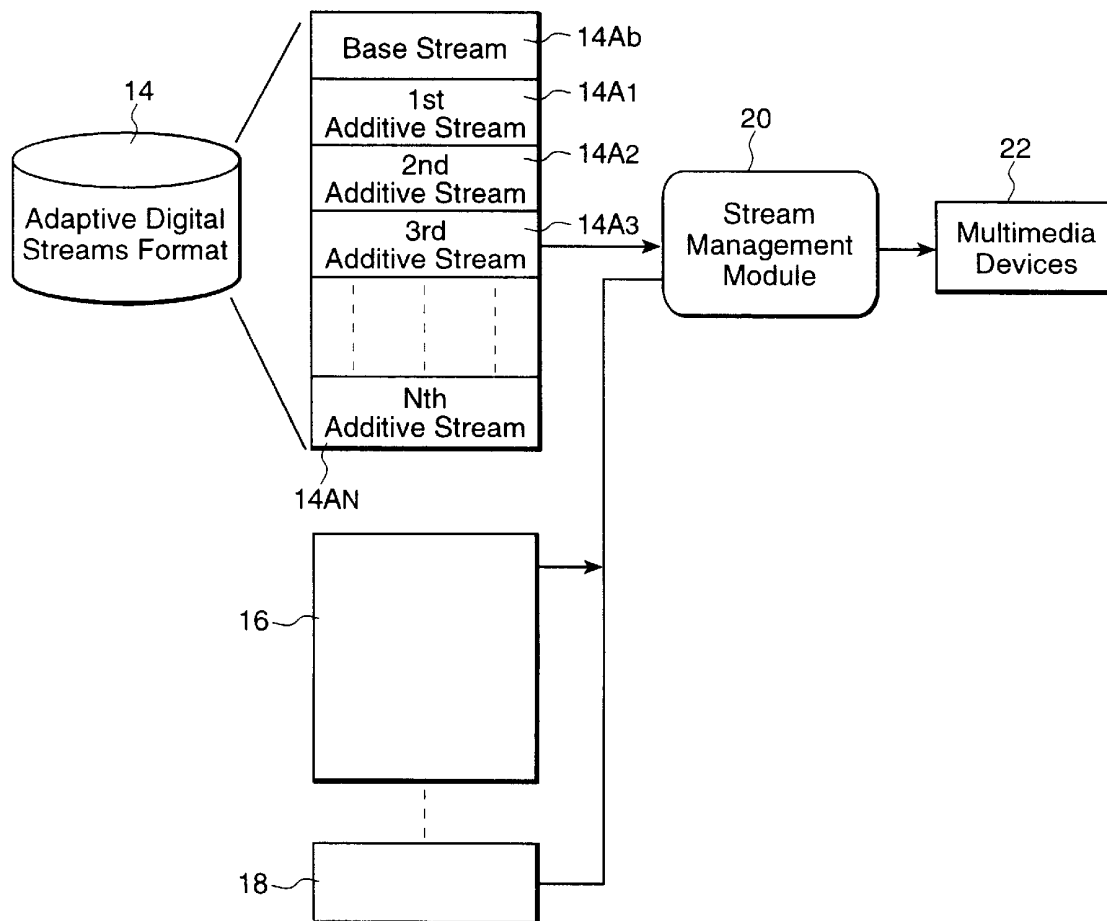 14
Adaptive Digital
Streams Format
Base Stream
14Ab
1st
Additive Stream
14A1
2nd
Additive Stream
14A2
3rd
Additive Stream
14A3
Nth
Additive Stream
14AN
16
18
20
Stream
Management
Module
22
Multimedia
Devices